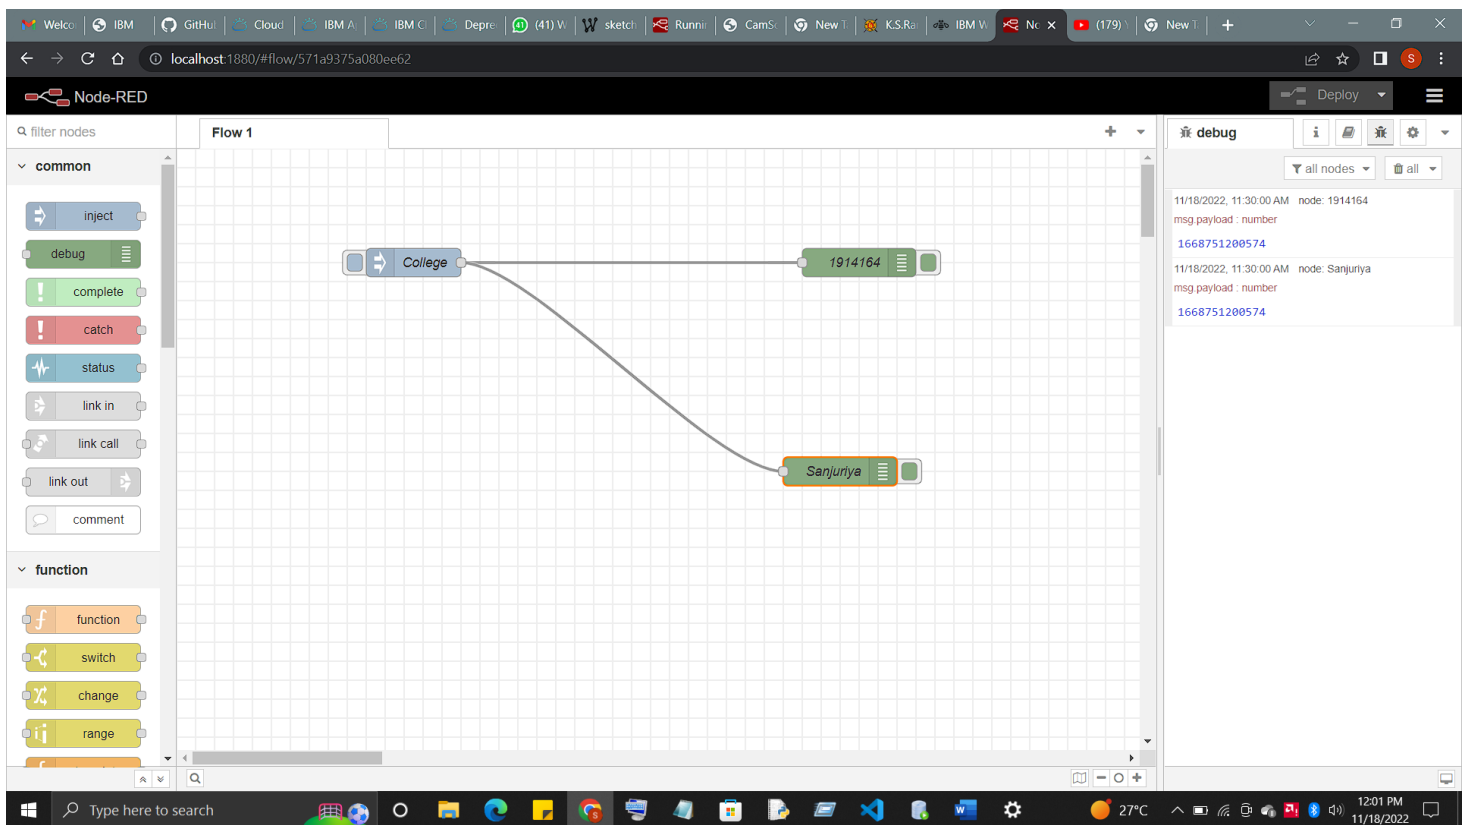 Welco
IBM
GitHul
Cloud
IBM A
IBM Cl
Depre
(41) W
sketch
Runnir
CamSc
New T
K.S.Ra
IBM W
No
(179)
New T
localhost:1880/#flow/571a9375a080ee62
S
Node-RED
Deploy
filter nodes
Flow 1
debug
i
all nodes
all
common
inject
debug
complete
catch
status
link in
link call
link out
comment
function
function
switch
change
range
College
1914164
Sanjuriya
11/18/2022, 11:30:00 AM node: 1914164
msg.payload : number
1668751200574
11/18/2022, 11:30:00 AM node: Sanjuriya
msg.payload : number
1668751200574
Type here to search
27°C
12:01 PM
11/18/2022